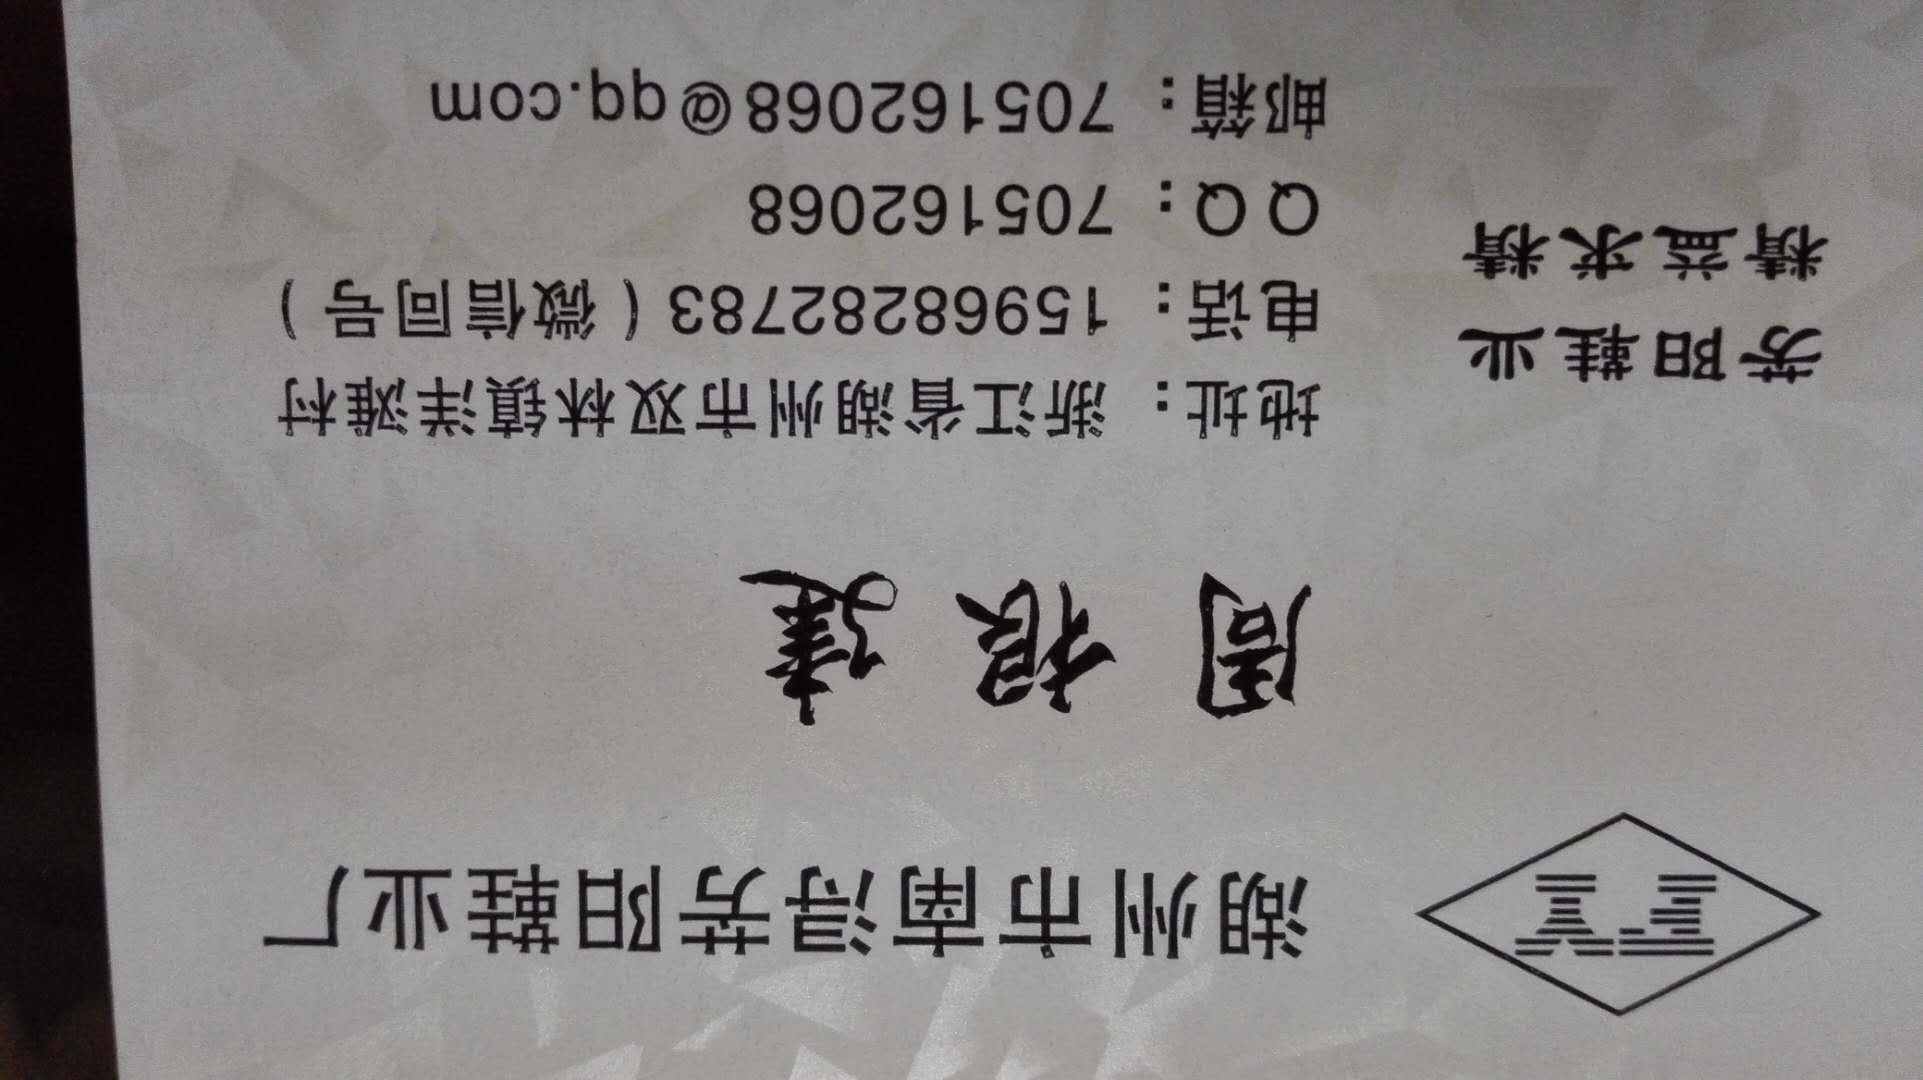 FY
湖州市南浔芳阳鞋业厂
周根建
芳阳鞋业
精益求精
地址：浙江省湖州市双林镇洋滩村
电话：15968282783（微信同号）
QQ：705162068
邮箱：705162068@qq.com